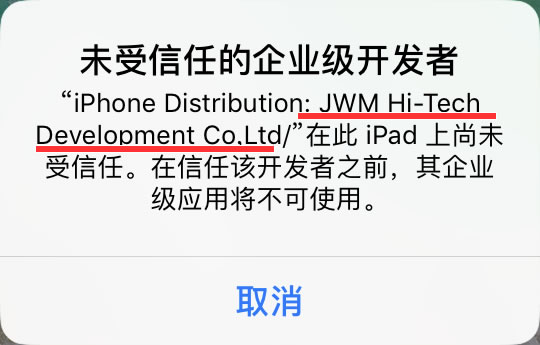 未受信任的企业级开发者
“iPhone Distribution: JWM Hi-Tech
Development Co.Ltd/”在此 iPad 上尚未
受信任。在信任该开发者之前，其企业
级应用将不可使用。
取消